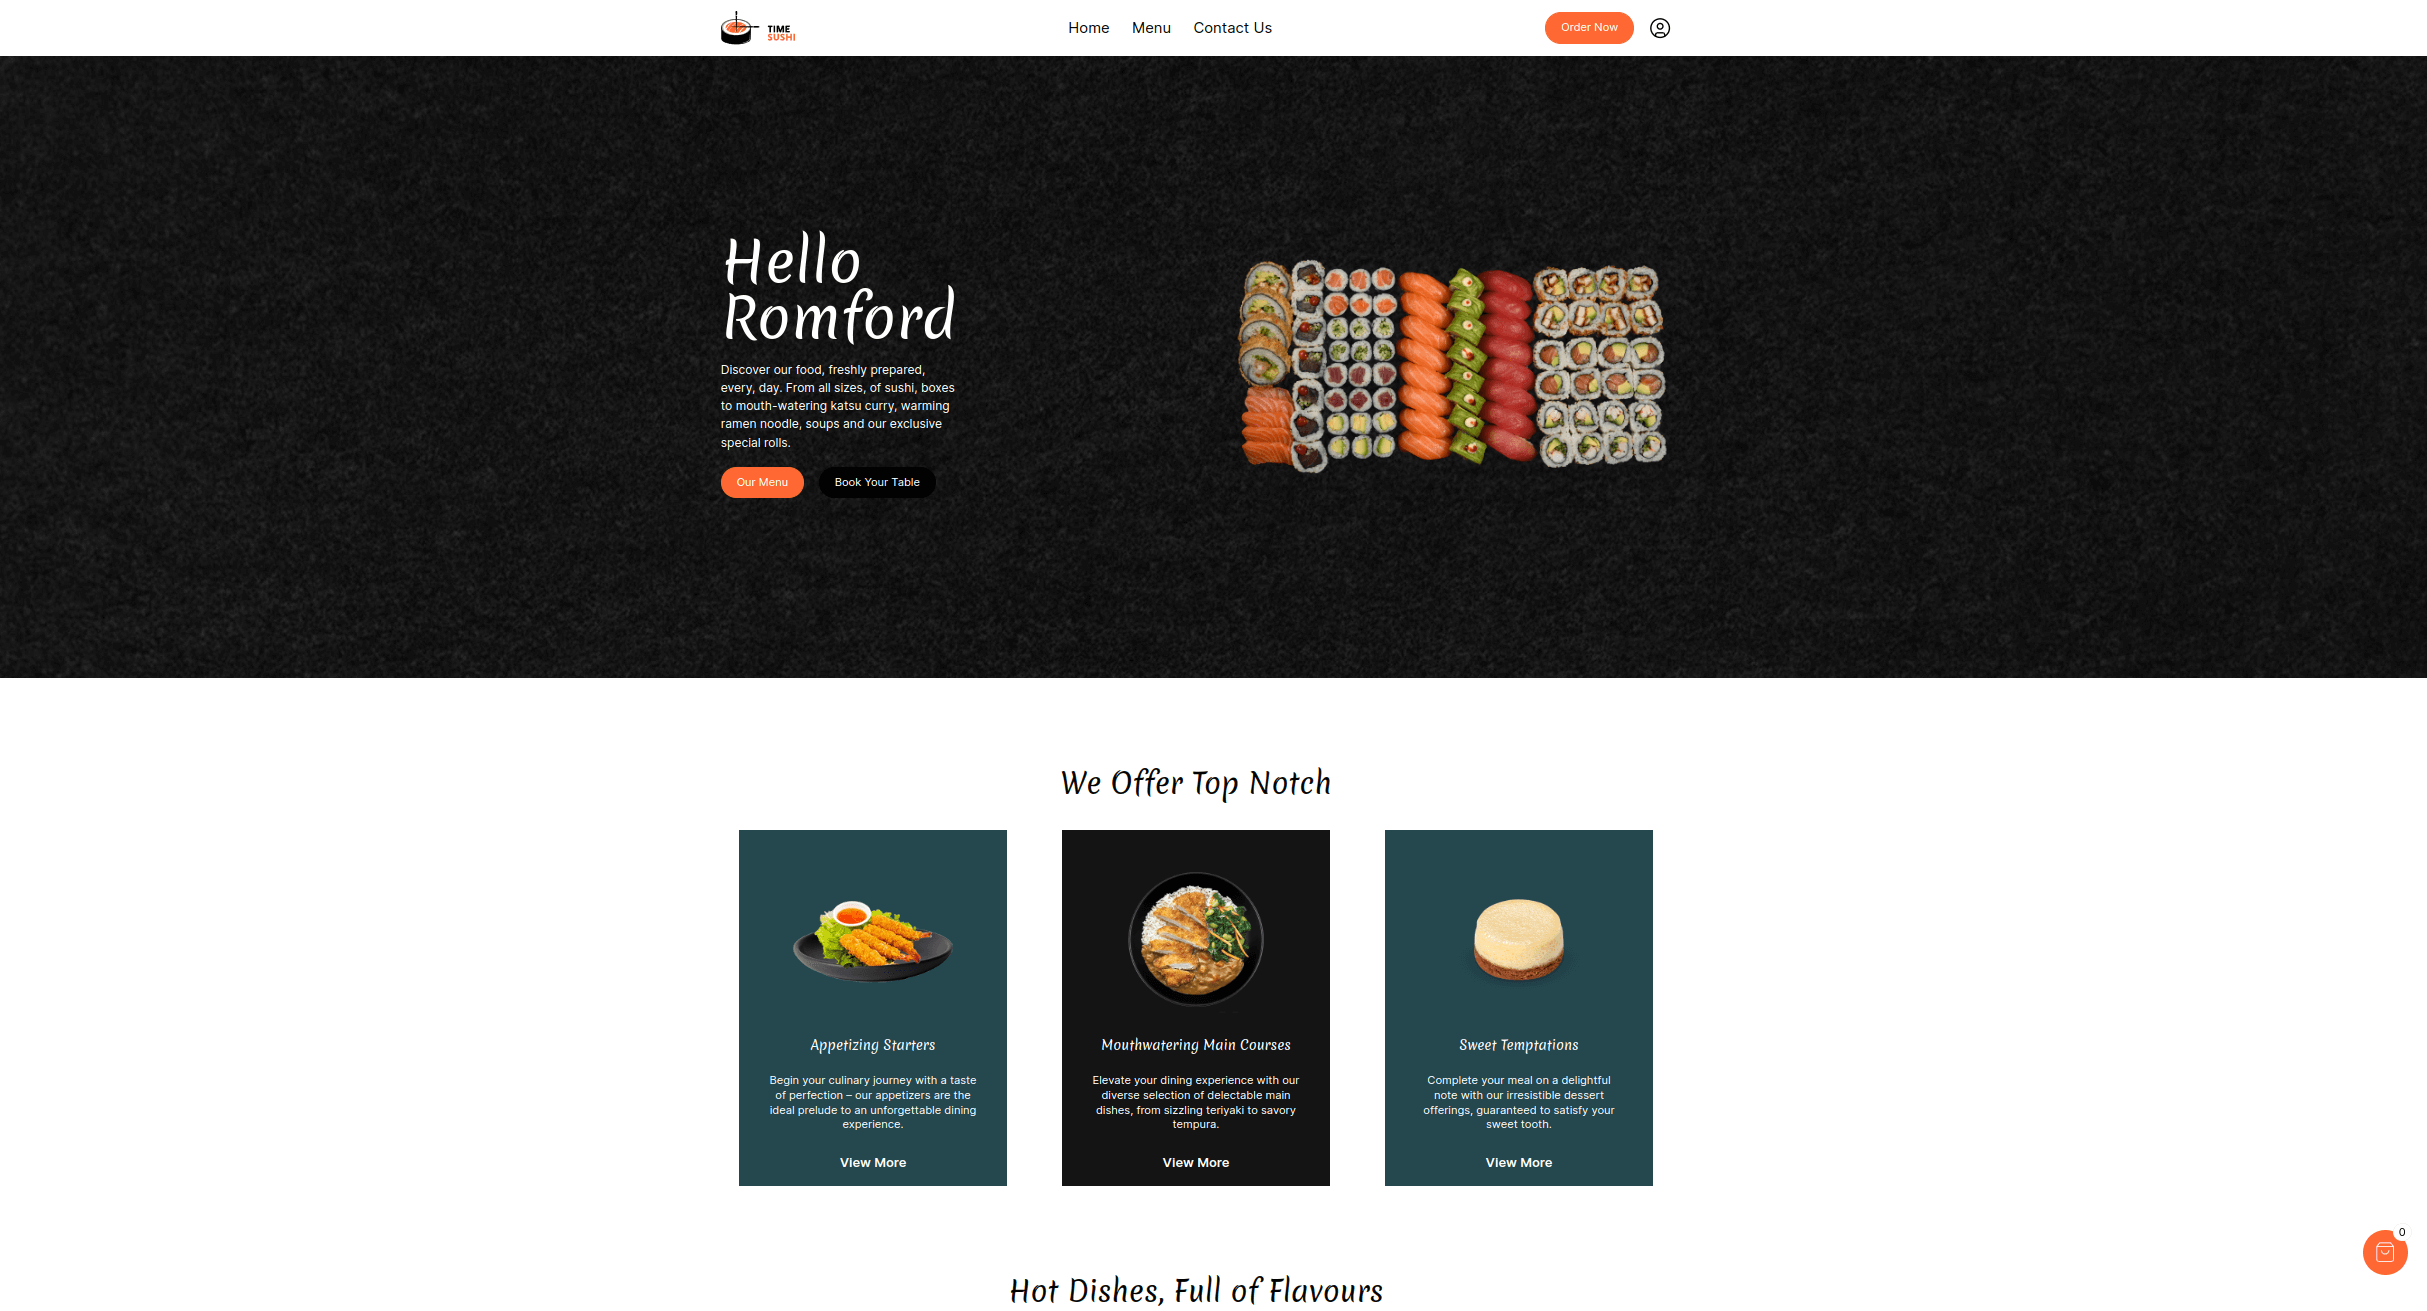 TIME
SUSHI
Home
Menu
Contact Us
Order Now
Hello
Romford
Discover our food, freshly prepared,
every, day. From all sizes, of sushi, boxes
to mouth-watering katsu curry, warming
ramen noodle, soups and our exclusive
special rolls.
Our Menu
Book Your Table
We Offer Top Notch
Appetizing Starters
Begin your culinary journey with a taste
of perfection – our appetizers are the
ideal prelude to an unforgettable dining
experience.
View More
Mouthwatering Main Courses
Elevate your dining experience with our
diverse selection of delectable main
dishes, from sizzling teriyaki to savory
tempura.
View More
Sweet Temptations
Complete your meal on a delightful
note with our irresistible dessert
offerings, guaranteed to satisfy your
sweet tooth.
View More
0
Hot Dishes, Full of Flavours